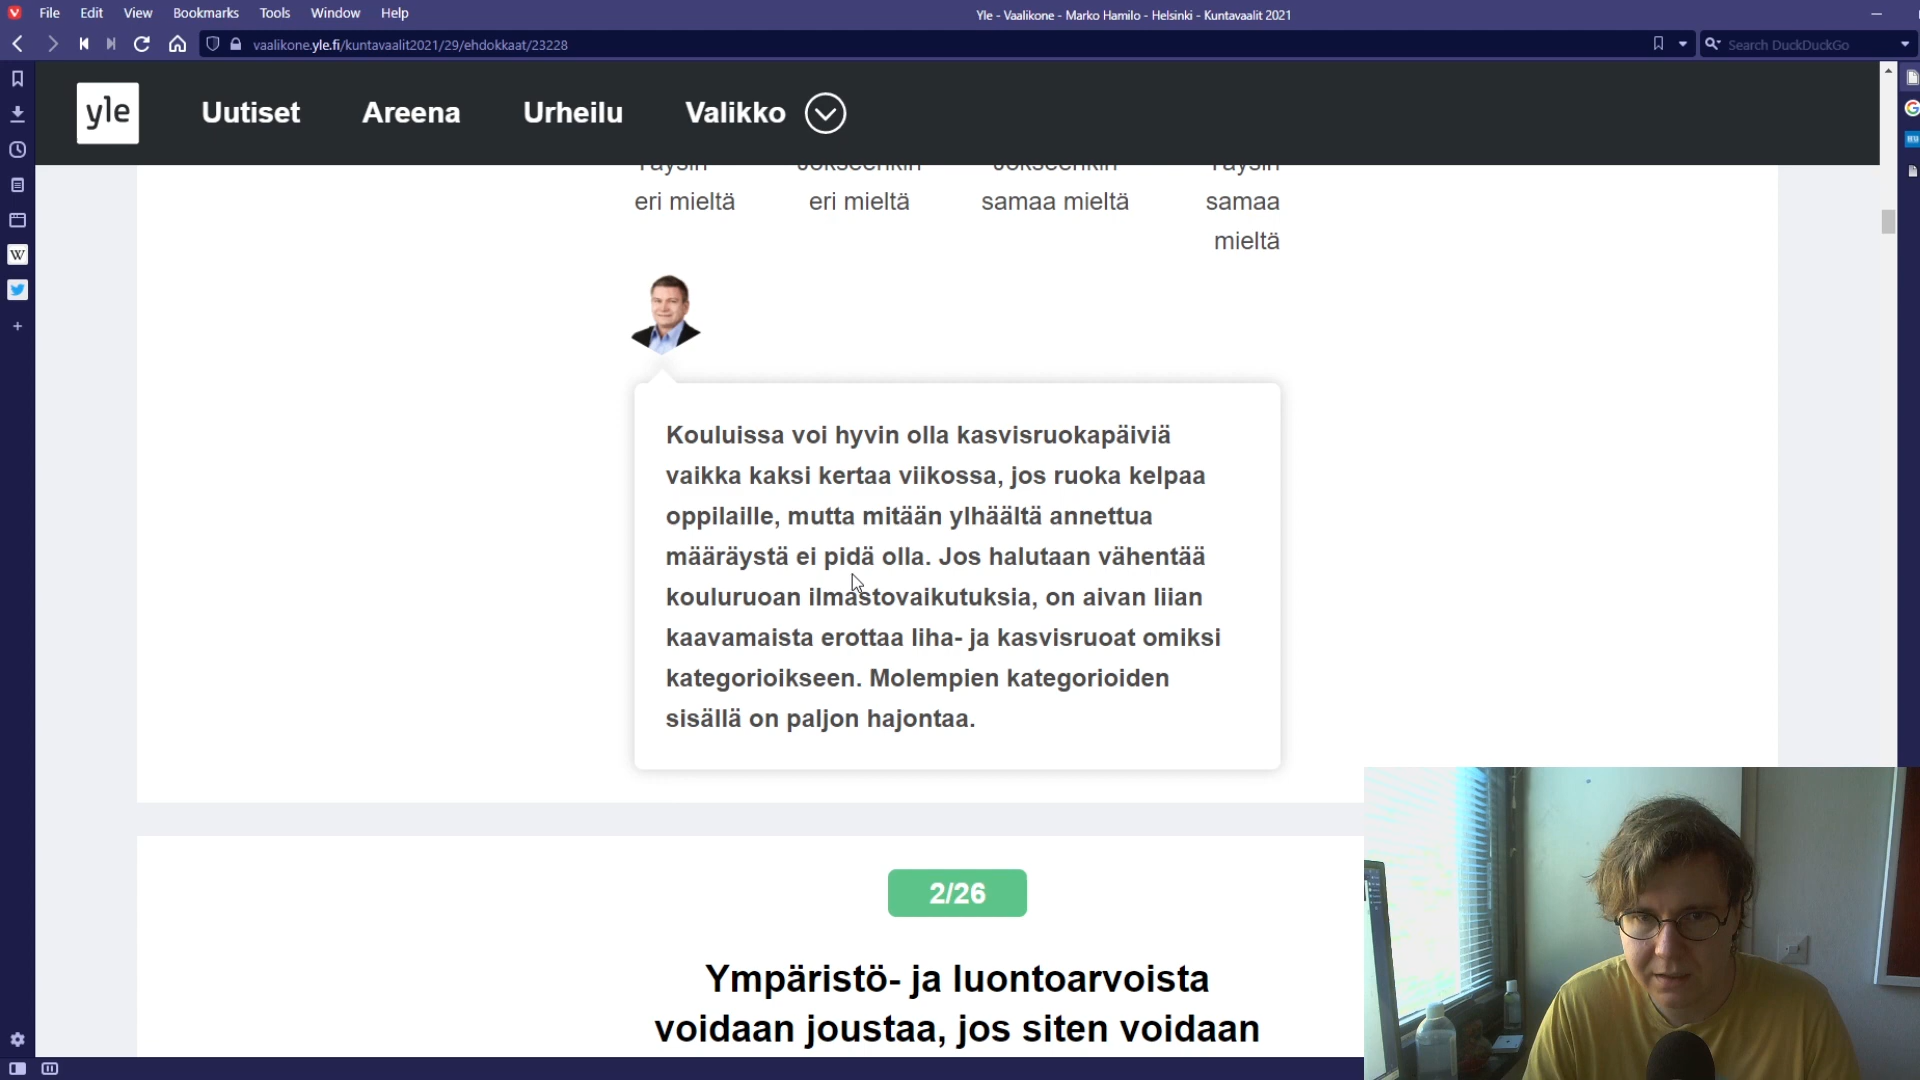 File Edit View Bookmarks Tools Window Help
Yle - Vaalikone - Marko Hamilo - Helsinki - Kuntavaalit 2021
vaalikone.yle.fi/kuntavaalit2021/29/ehdokkaat/23228
Search DuckDuckGo
yle Uutiset Areena Urheilu Valikko
Täysin Jokseenkin Jokseenkin Täysin
eri mieltä eri mieltä samaa mieltä samaa
mieltä
Kouluissa voi hyvin olla kasvisruokapäiviä
vaikka kaksi kertaa viikossa, jos ruoka kelpaa
oppilaille, mutta mitään ylhäältä annettua
määräystä ei pidä olla. Jos halutaan vähentää
kouluruoan ilmastovaikutuksia, on aivan liian
kaavamaista erottaa liha- ja kasvisruoat omiksi
kategorioikseen. Molempien kategorioiden
sisällä on paljon hajontaa.
2/26
Ympäristö- ja luontoarvoista
voidaan joustaa, jos siten voidaan